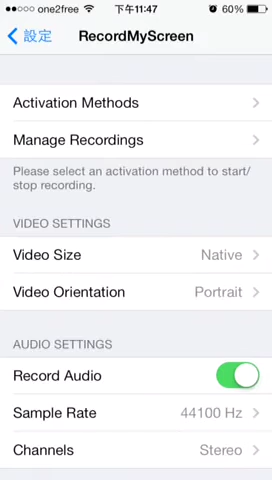 one2free 下午11:47 60%
設定 RecordMyScreen
Activation Methods
Manage Recordings
Please select an activation method to start/
stop recording.
VIDEO SETTINGS
Video Size Native
Video Orientation Portrait
AUDIO SETTINGS
Record Audio
Sample Rate 44100 Hz
Channels Stereo